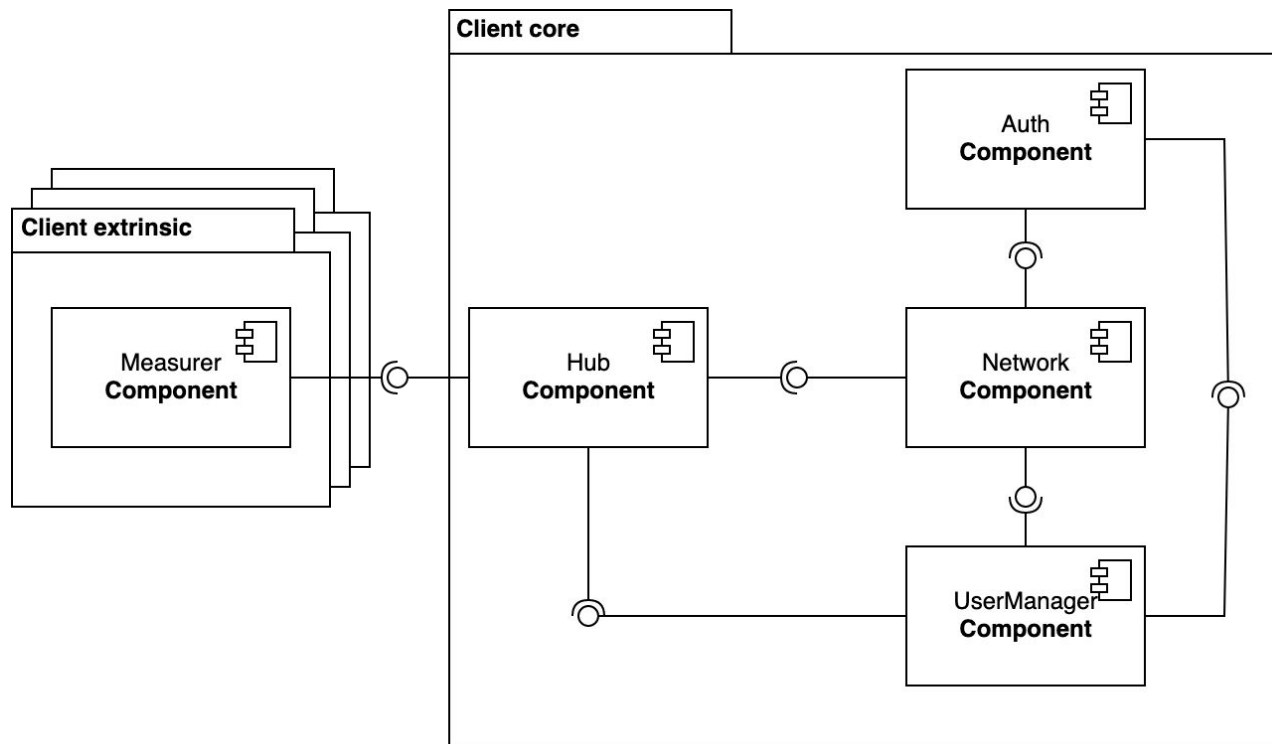 Client core
Auth
Component
Client extrinsic
Measurer
Component
Hub
Component
Network
Component
UserManager
Component